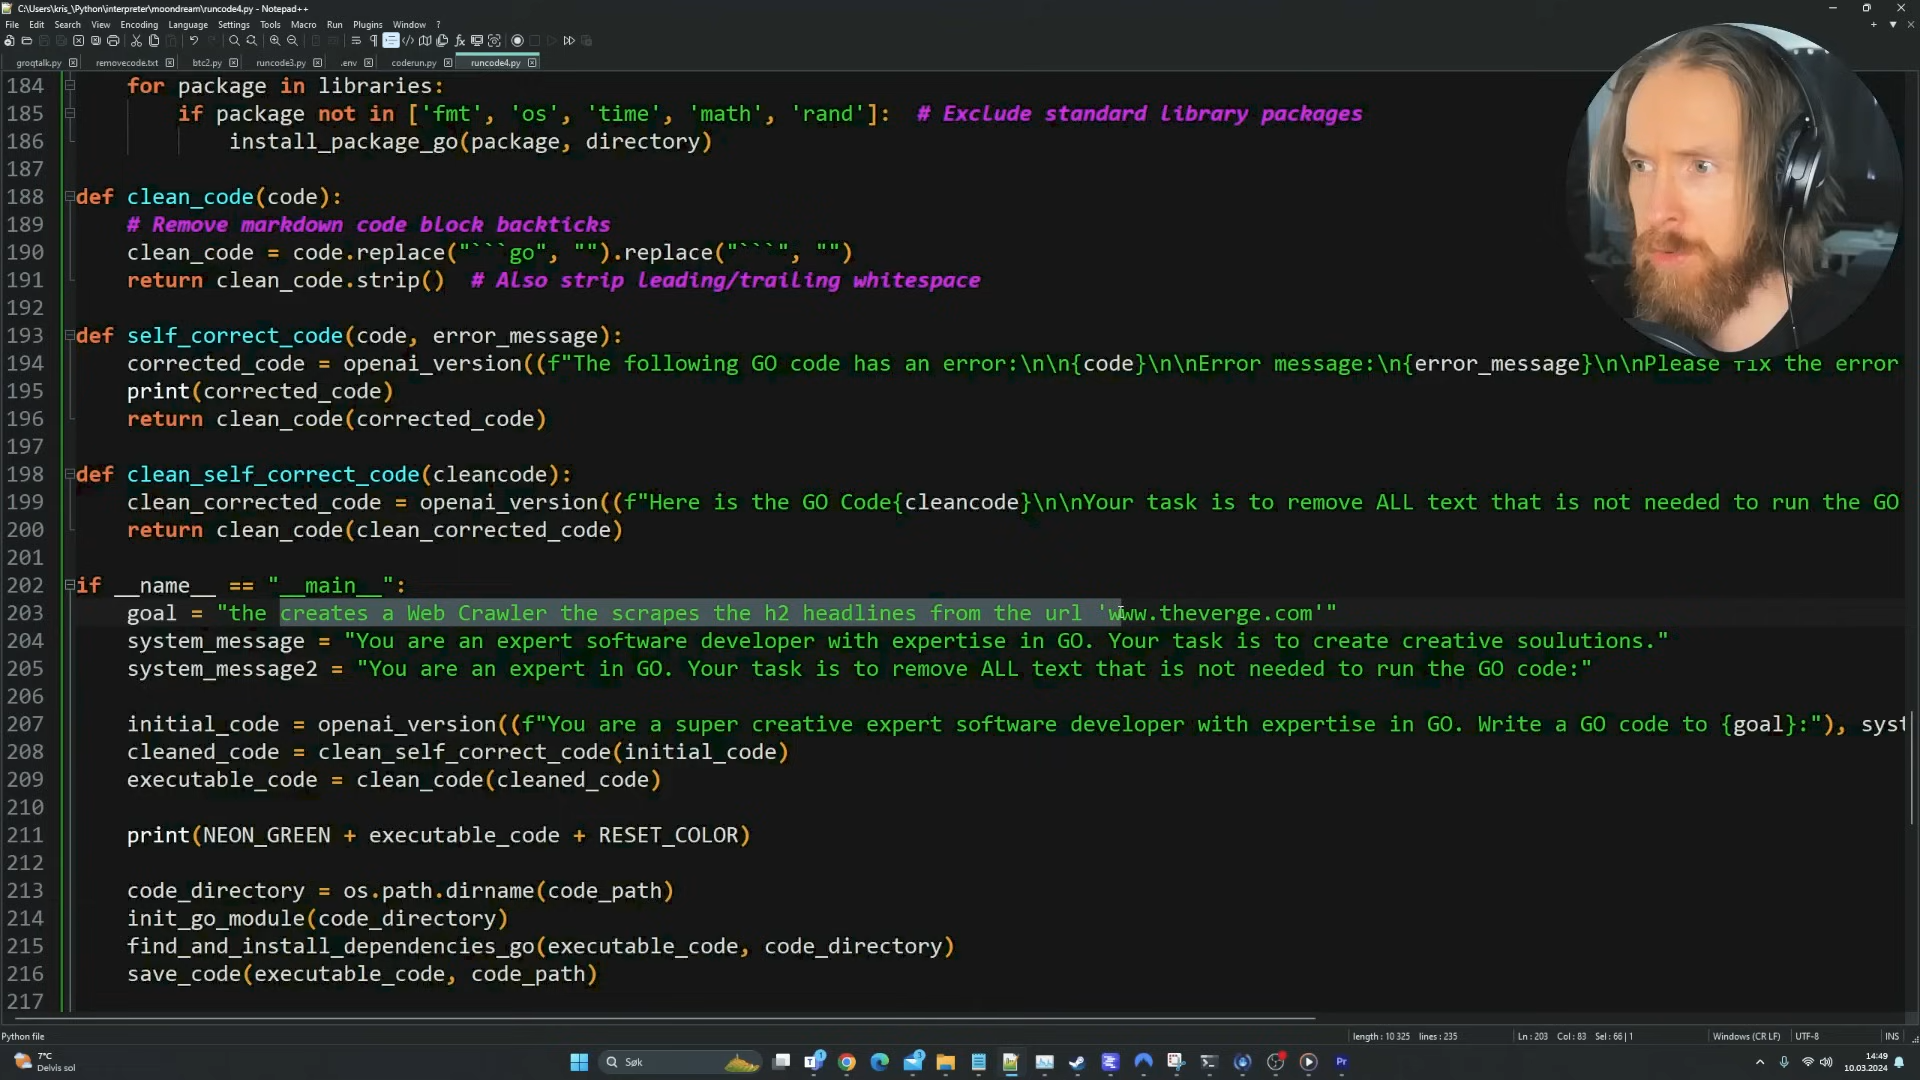 C:\Users\kris_\Python\interpreter\moondream\runcode4.py - Notepad++
File Edit Search View Encoding Language Settings Tools Macro Run Plugins Window ?
groqtalk.py removecode.txt btc2.py runcode3.py .env coderun.py runcode4.py
184 for package in libraries:
185 if package not in ['fmt', 'os', 'time', 'math', 'rand']: # Exclude standard library packages
186 install_package_go(package, directory)
187
188 def clean_code(code):
189 # Remove markdown code block backticks
190 clean_code = code.replace("```go", "").replace("```", "")
191 return clean_code.strip() # Also strip leading/trailing whitespace
192
193 def self_correct_code(code, error_message):
194 corrected_code = openai_version((f"The following GO code has an error:\n\n{code}\n\nError message:\n{error_message}\n\nPlease fix the error
195 print(corrected_code)
196 return clean_code(corrected_code)
197
198 def clean_self_correct_code(cleancode):
199 clean_corrected_code = openai_version((f"Here is the GO Code{cleancode}\n\nYour task is to remove ALL text that is not needed to run the GO
200 return clean_code(clean_corrected_code)
201
202 if __name__ == "__main__":
203 goal = "the creates a Web Crawler the scrapes the h2 headlines from the url 'www.theverge.com'"
204 system_message = "You are an expert software developer with expertise in GO. Your task is to create creative soulutions."
205 system_message2 = "You are an expert in GO. Your task is to remove ALL text that is not needed to run the GO code:"
206
207 initial_code = openai_version((f"You are a super creative expert software developer with expertise in GO. Write a GO code to {goal}:"), syst
208 cleaned_code = clean_self_correct_code(initial_code)
209 executable_code = clean_code(cleaned_code)
210
211 print(NEON_GREEN + executable_code + RESET_COLOR)
212
213 code_directory = os.path.dirname(code_path)
214 init_go_module(code_directory)
215 find_and_install_dependencies_go(executable_code, code_directory)
216 save_code(executable_code, code_path)
217
Python file length : 10 325 lines : 235 Ln : 203 Col : 83 Sel : 66 | 1 Windows (CR LF) UTF-8 INS
7°C
Delvis sol
Søk
14:49
10.03.2024